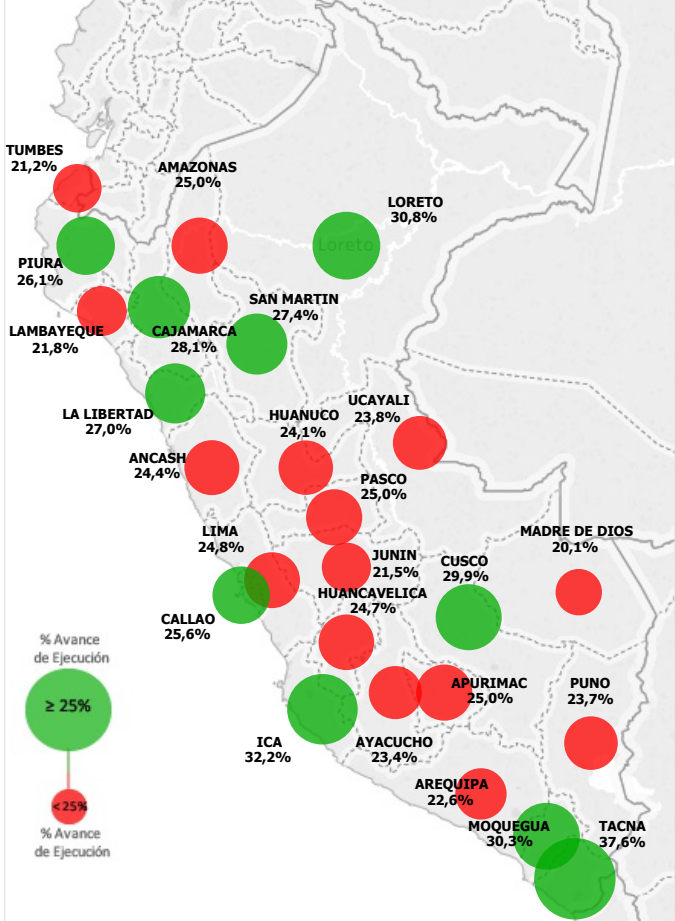 TUMBES
21,2%
AMAZONAS
25,0%
LORETO
30,8%
Loreto
PIURA
26,1%
SAN MARTIN
27,4%
LAMBAYEQUE
21,8%
CAJAMARCA
28,1%
LA LIBERTAD
27,0%
HUANUCO
24,1%
UCAYALI
23,8%
ANCASH
24,4%
PASCO
25,0%
LIMA
24,8%
JUNIN
21,5%
CUSCO
29,9%
MADRE DE DIOS
20,1%
HUANCAVELICA
24,7%
CALLAO
25,6%
% Avance
de Ejecución
≥ 25%
<25%
% Avance
de Ejecución
APURIMAC
25,0%
PUNO
23,7%
ICA
32,2%
AYACUCHO
23,4%
AREQUIPA
22,6%
MOQUEGUA
30,3%
TACNA
37,6%